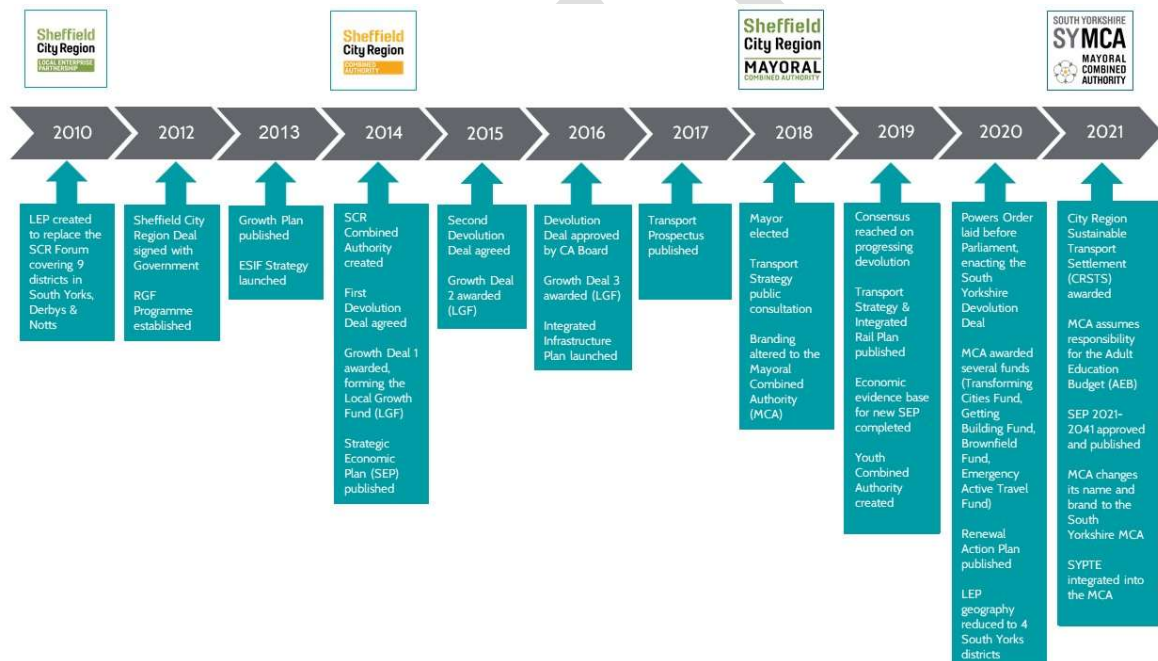 Sheffield
City Region
LOCAL ENTERPRISE
PARTNERSHIP
Sheffield
City Region
COMBINED
AUTHORITY
Sheffield
City Region
MAYORAL
COMBINED AUTHORITY
SOUTH YORKSHIRE
SYMCA
MAYORAL
COMBINED
AUTHORITY
2010
2012
2013
2014
2015
2016
2017
2018
2019
2020
2021
LEP created
to replace the
SCR Forum
covering 9
districts in
South Yorks,
Derbys &
Notts
Sheffield City
Region Deal
signed with
Government
RGF
Programme
established
Growth Plan
published
ESIF Strategy
launched
SCR
Combined
Authority
created
First
Devolution
Deal agreed
Growth Deal 1
awarded,
forming the
Local Growth
Fund (LGF)
Strategic
Economic
Plan (SEP)
published
Second
Devolution
Deal agreed
Growth Deal
2 awarded
(LGF)
Devolution
Deal approved
by CA Board
Growth Deal 3
awarded (LGF)
Integrated
Infrastructure
Plan launched
Transport
Prospectus
published
Mayor
elected
Transport
Strategy
public
consultation
Branding
altered to the
Mayoral
Combined
Authority
(MCA)
Consensus
reached on
progressing
devolution
Transport
Strategy &
Integrated
Rail Plan
published
Economic
evidence base
for new SEP
completed
Youth
Combined
Authority
created
Powers Order
laid before
Parliament,
enacting the
South
Yorkshire
Devolution
Deal
MCA awarded
several funds
(Transforming
Cities Fund,
Getting
Building Fund,
Brownfield
Fund,
Emergency
Active Travel
Fund)
Renewal
Action Plan
published
LEP
geography
reduced to 4
South Yorks
districts
City Region
Sustainable
Transport
Settlement
(CRSTS)
awarded
MCA assumes
responsibility
for the Adult
Education
Budget (AEB)
SEP 2021-
2041 approved
and published
MCA changes
its name and
brand to the
South
Yorkshire MCA
SYPTE
integrated into
the MCA